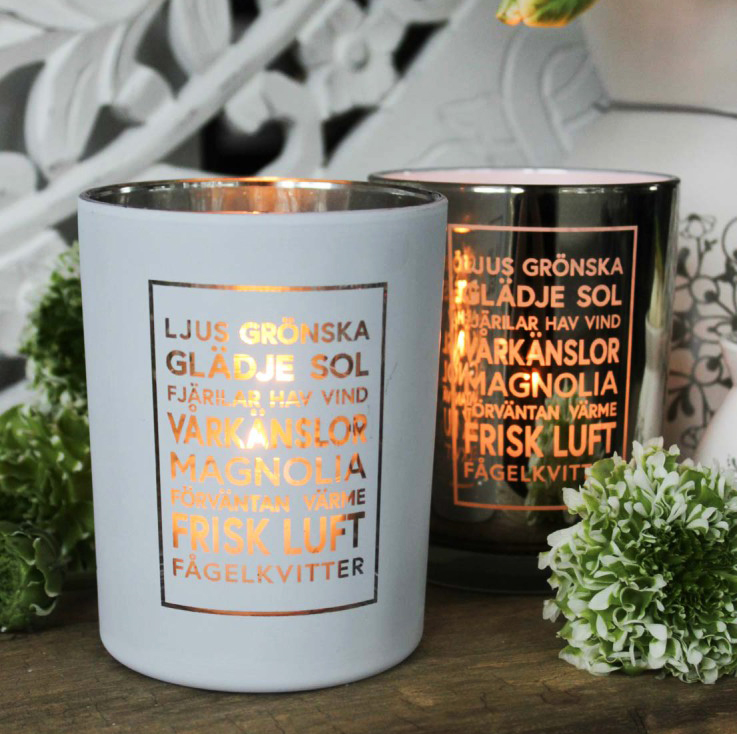 LJUS GRÖNSKA
GLÄDJE SOL
FJÄRILAR HAV VIND
VÅRKÄNSLOR
MAGNOLIA
FÖRVÄNTAN VÄRME
FRISK LUFT
FÅGELKVITTER
LJUS GRÖNSKA
GLÄDJE SOL
FJÄRILAR HAV VIND
VÅRKÄNSLOR
MAGNOLIA
FÖRVÄNTAN VÄRME
FRISK LUFT
FÅGELKVITTER